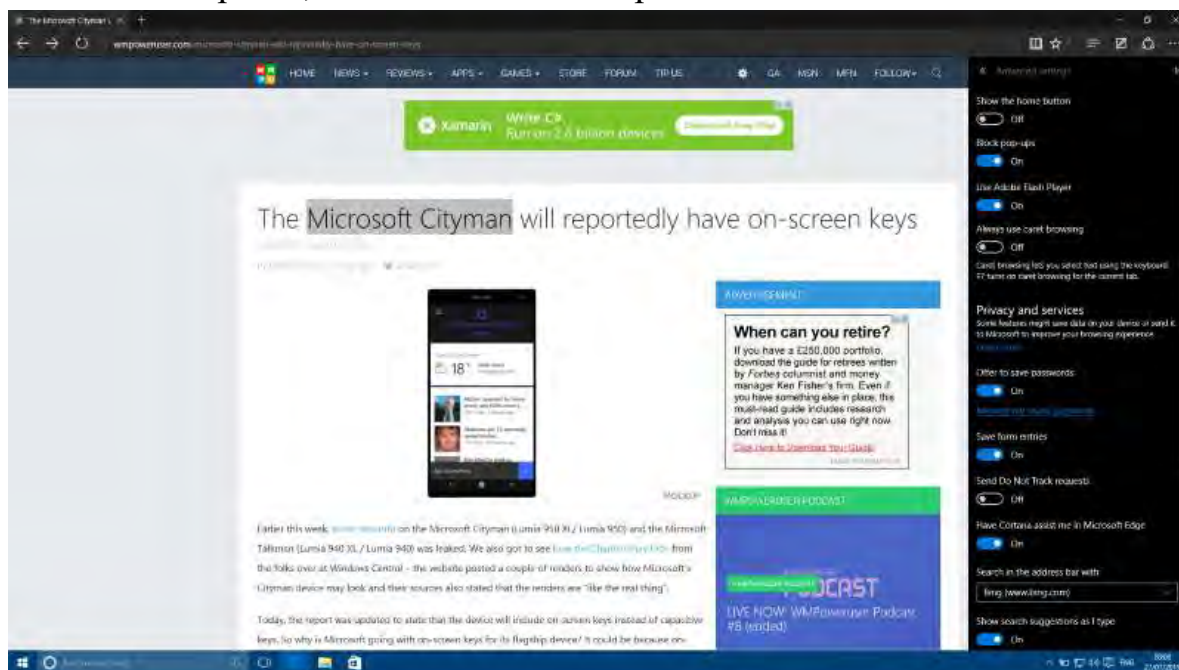 The Microsoft Cityman
wmpoweruser.com
HOME NEWS REVIEWS APPS GAMES STORE FORUM TIP US GA MSN MFN FOLLOW
Advanced settings
Xamarin
Write C#
Run on 2.6 billion devices
The Microsoft Cityman will reportedly have on-screen keys
ADVERTISEMENT
When can you retire?
If you have a £250,000 portfolio,
download the guide for retirees written
by Forbes columnist and money
manager Ken Fisher's firm. Even if
you have something else in place, this
must-read guide includes research
and analysis you can use right now.
Don't miss it!
Click Here to Download Your Guide!
18°
MOCKUP
Earlier this week, on the Microsoft Cityman (Lumia 950 XL / Lumia 950) and the Microsoft
Talkman (Lumia 940 XL / Lumia 940) was leaked. We also got to see from
the folks over at Windows Central – the website posted a couple of renders to show how Microsoft's
Cityman device may look and their sources also stated that the renders are "like the real thing".
Today, the report was updated to state that the device will include on-screen keys instead of capacitive
keys. So why is Microsoft going with on-screen keys for its flagship device? It could be because on-
WMPOWERUSER PODCAST
PODCAST
LIVE NOW: WMPoweruser Podcast
#8 (ended)
Show the home button
Off
Block pop-ups
On
Use Adobe Flash Player
On
Always use caret browsing
Off
Caret browsing lets you select text using the keyboard.
F7 turns on caret browsing for the current tab.
Privacy and services
Some features might save data on your device or send it
to Microsoft to improve your browsing experience.
Offer to save passwords
On
Manage my saved passwords
Save form entries
On
Send Do Not Track requests
Off
Have Cortana assist me in Microsoft Edge
On
Search in the address bar with
Bing (www.bing.com)
Show search suggestions as I type
On
ENG